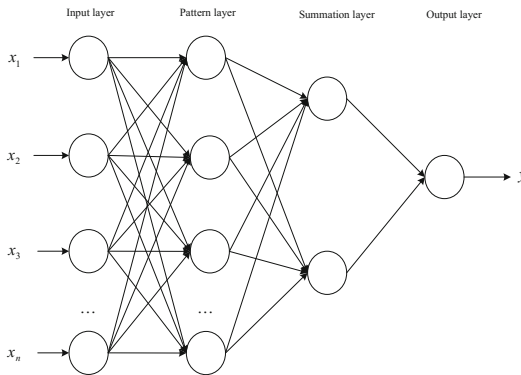 Input layer Pattern layer Summation layer Output layer
x1
x2
y
x3
... ...
xn